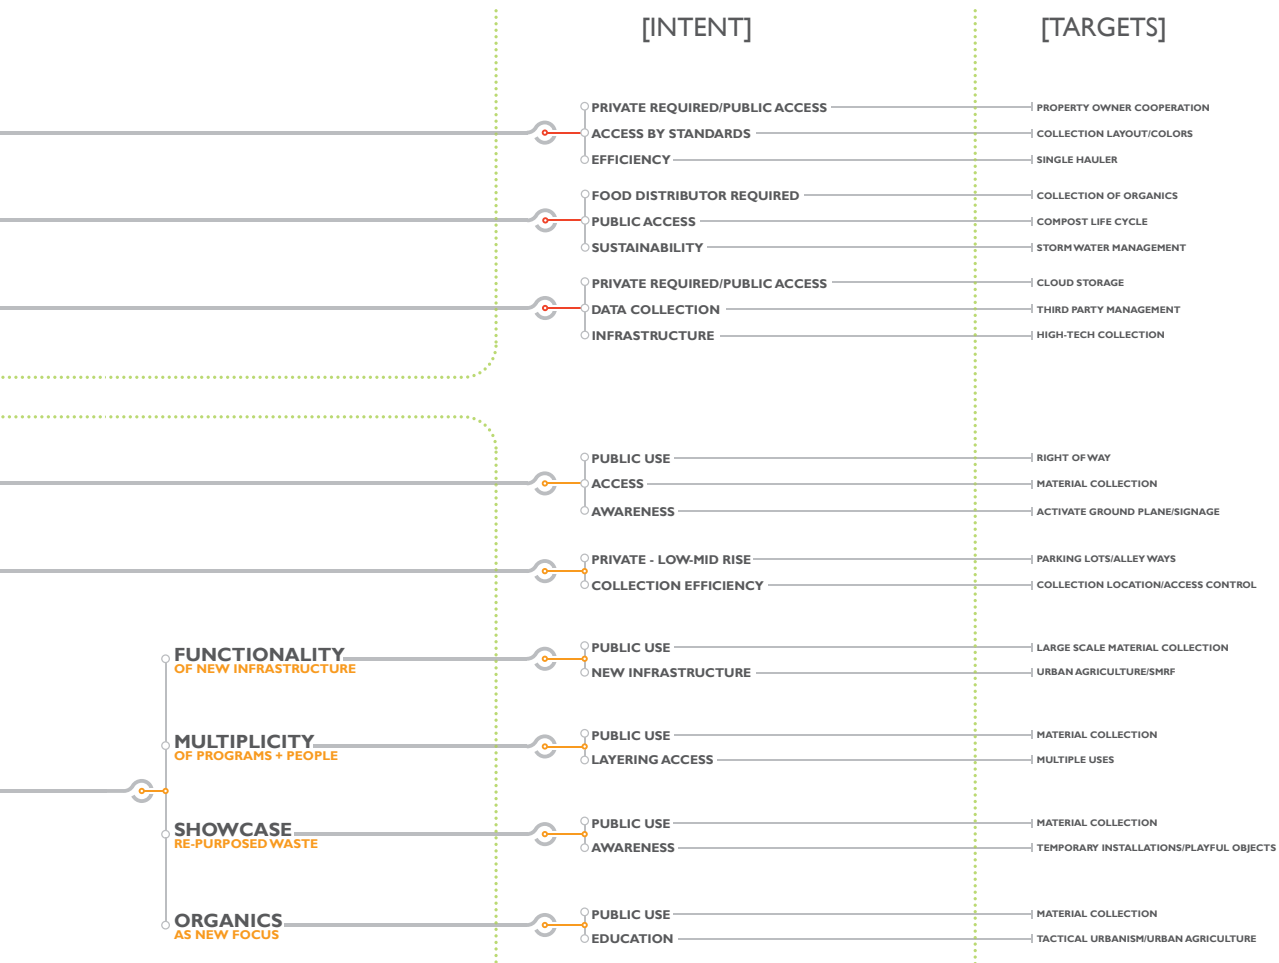 [INTENT]
[TARGETS]
PRIVATE REQUIRED/PUBLIC ACCESS
PROPERTY OWNER COOPERATION
ACCESS BY STANDARDS
COLLECTION LAYOUT/COLORS
EFFICIENCY
SINGLE HAULER
FOOD DISTRIBUTOR REQUIRED
COLLECTION OF ORGANICS
PUBLIC ACCESS
COMPOST LIFE CYCLE
SUSTAINABILITY
STORM WATER MANAGEMENT
PRIVATE REQUIRED/PUBLIC ACCESS
CLOUD STORAGE
DATA COLLECTION
THIRD PARTY MANAGEMENT
INFRASTRUCTURE
HIGH-TECH COLLECTION
PUBLIC USE
RIGHT OF WAY
ACCESS
MATERIAL COLLECTION
AWARENESS
ACTIVATE GROUND PLANE/SIGNAGE
PRIVATE - LOW-MID RISE
PARKING LOTS/ALLEY WAYS
COLLECTION EFFICIENCY
COLLECTION LOCATION/ACCESS CONTROL
FUNCTIONALITY
OF NEW INFRASTRUCTURE
PUBLIC USE
LARGE SCALE MATERIAL COLLECTION
NEW INFRASTRUCTURE
URBAN AGRICULTURE/SMRF
MULTIPLICITY
OF PROGRAMS + PEOPLE
PUBLIC USE
MATERIAL COLLECTION
LAYERING ACCESS
MULTIPLE USES
SHOWCASE
RE-PURPOSED WASTE
PUBLIC USE
MATERIAL COLLECTION
AWARENESS
TEMPORARY INSTALLATIONS/PLAYFUL OBJECTS
ORGANICS
AS NEW FOCUS
PUBLIC USE
MATERIAL COLLECTION
EDUCATION
TACTICAL URBANISM/URBAN AGRICULTURE